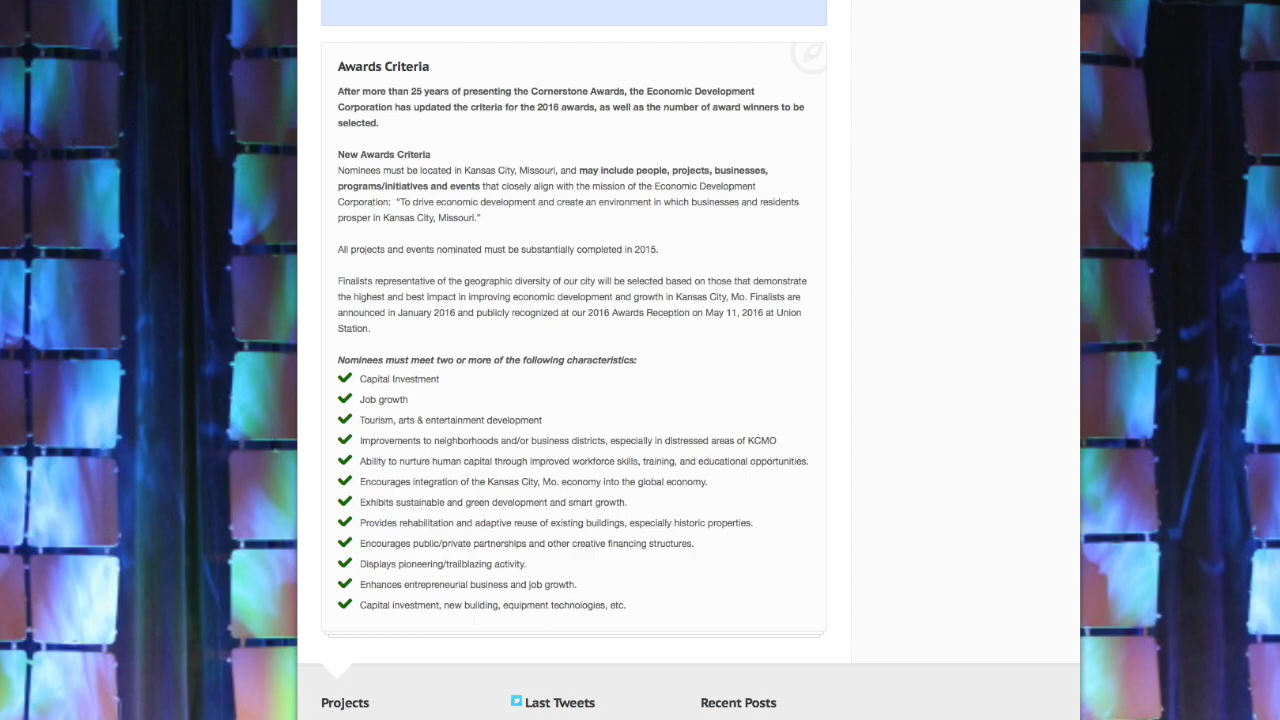 Awards Criteria
After more than 25 years of presenting the Cornerstone Awards, the Economic Development
Corporation has updated the criteria for the 2016 awards, as well as the number of award winners to be
selected.
New Awards Criteria
Nominees must be located in Kansas City, Missouri, and may include people, projects, businesses,
programs/initiatives and events that closely align with the mission of the Economic Development
Corporation:  "To drive economic development and create an environment in which businesses and residents
prosper in Kansas City, Missouri."
All projects and events nominated must be substantially completed in 2015.
Finalists representative of the geographic diversity of our city will be selected based on those that demonstrate
the highest and best impact in improving economic development and growth in Kansas City, Mo. Finalists are
announced in January 2016 and publicly recognized at our 2016 Awards Reception on May 11, 2016 at Union
Station.
Nominees must meet two or more of the following characteristics:
Capital Investment
Job growth
Tourism, arts & entertainment development
Improvements to neighborhoods and/or business districts, especially in distressed areas of KCMO
Ability to nurture human capital through improved workforce skills, training, and educational opportunities.
Encourages integration of the Kansas City, Mo. economy into the global economy.
Exhibits sustainable and green development and smart growth.
Provides rehabilitation and adaptive reuse of existing buildings, especially historic properties.
Encourages public/private partnerships and other creative financing structures.
Displays pioneering/trailblazing activity.
Enhances entrepreneurial business and job growth.
Capital investment, new building, equipment technologies, etc.
Projects
Last Tweets
Recent Posts